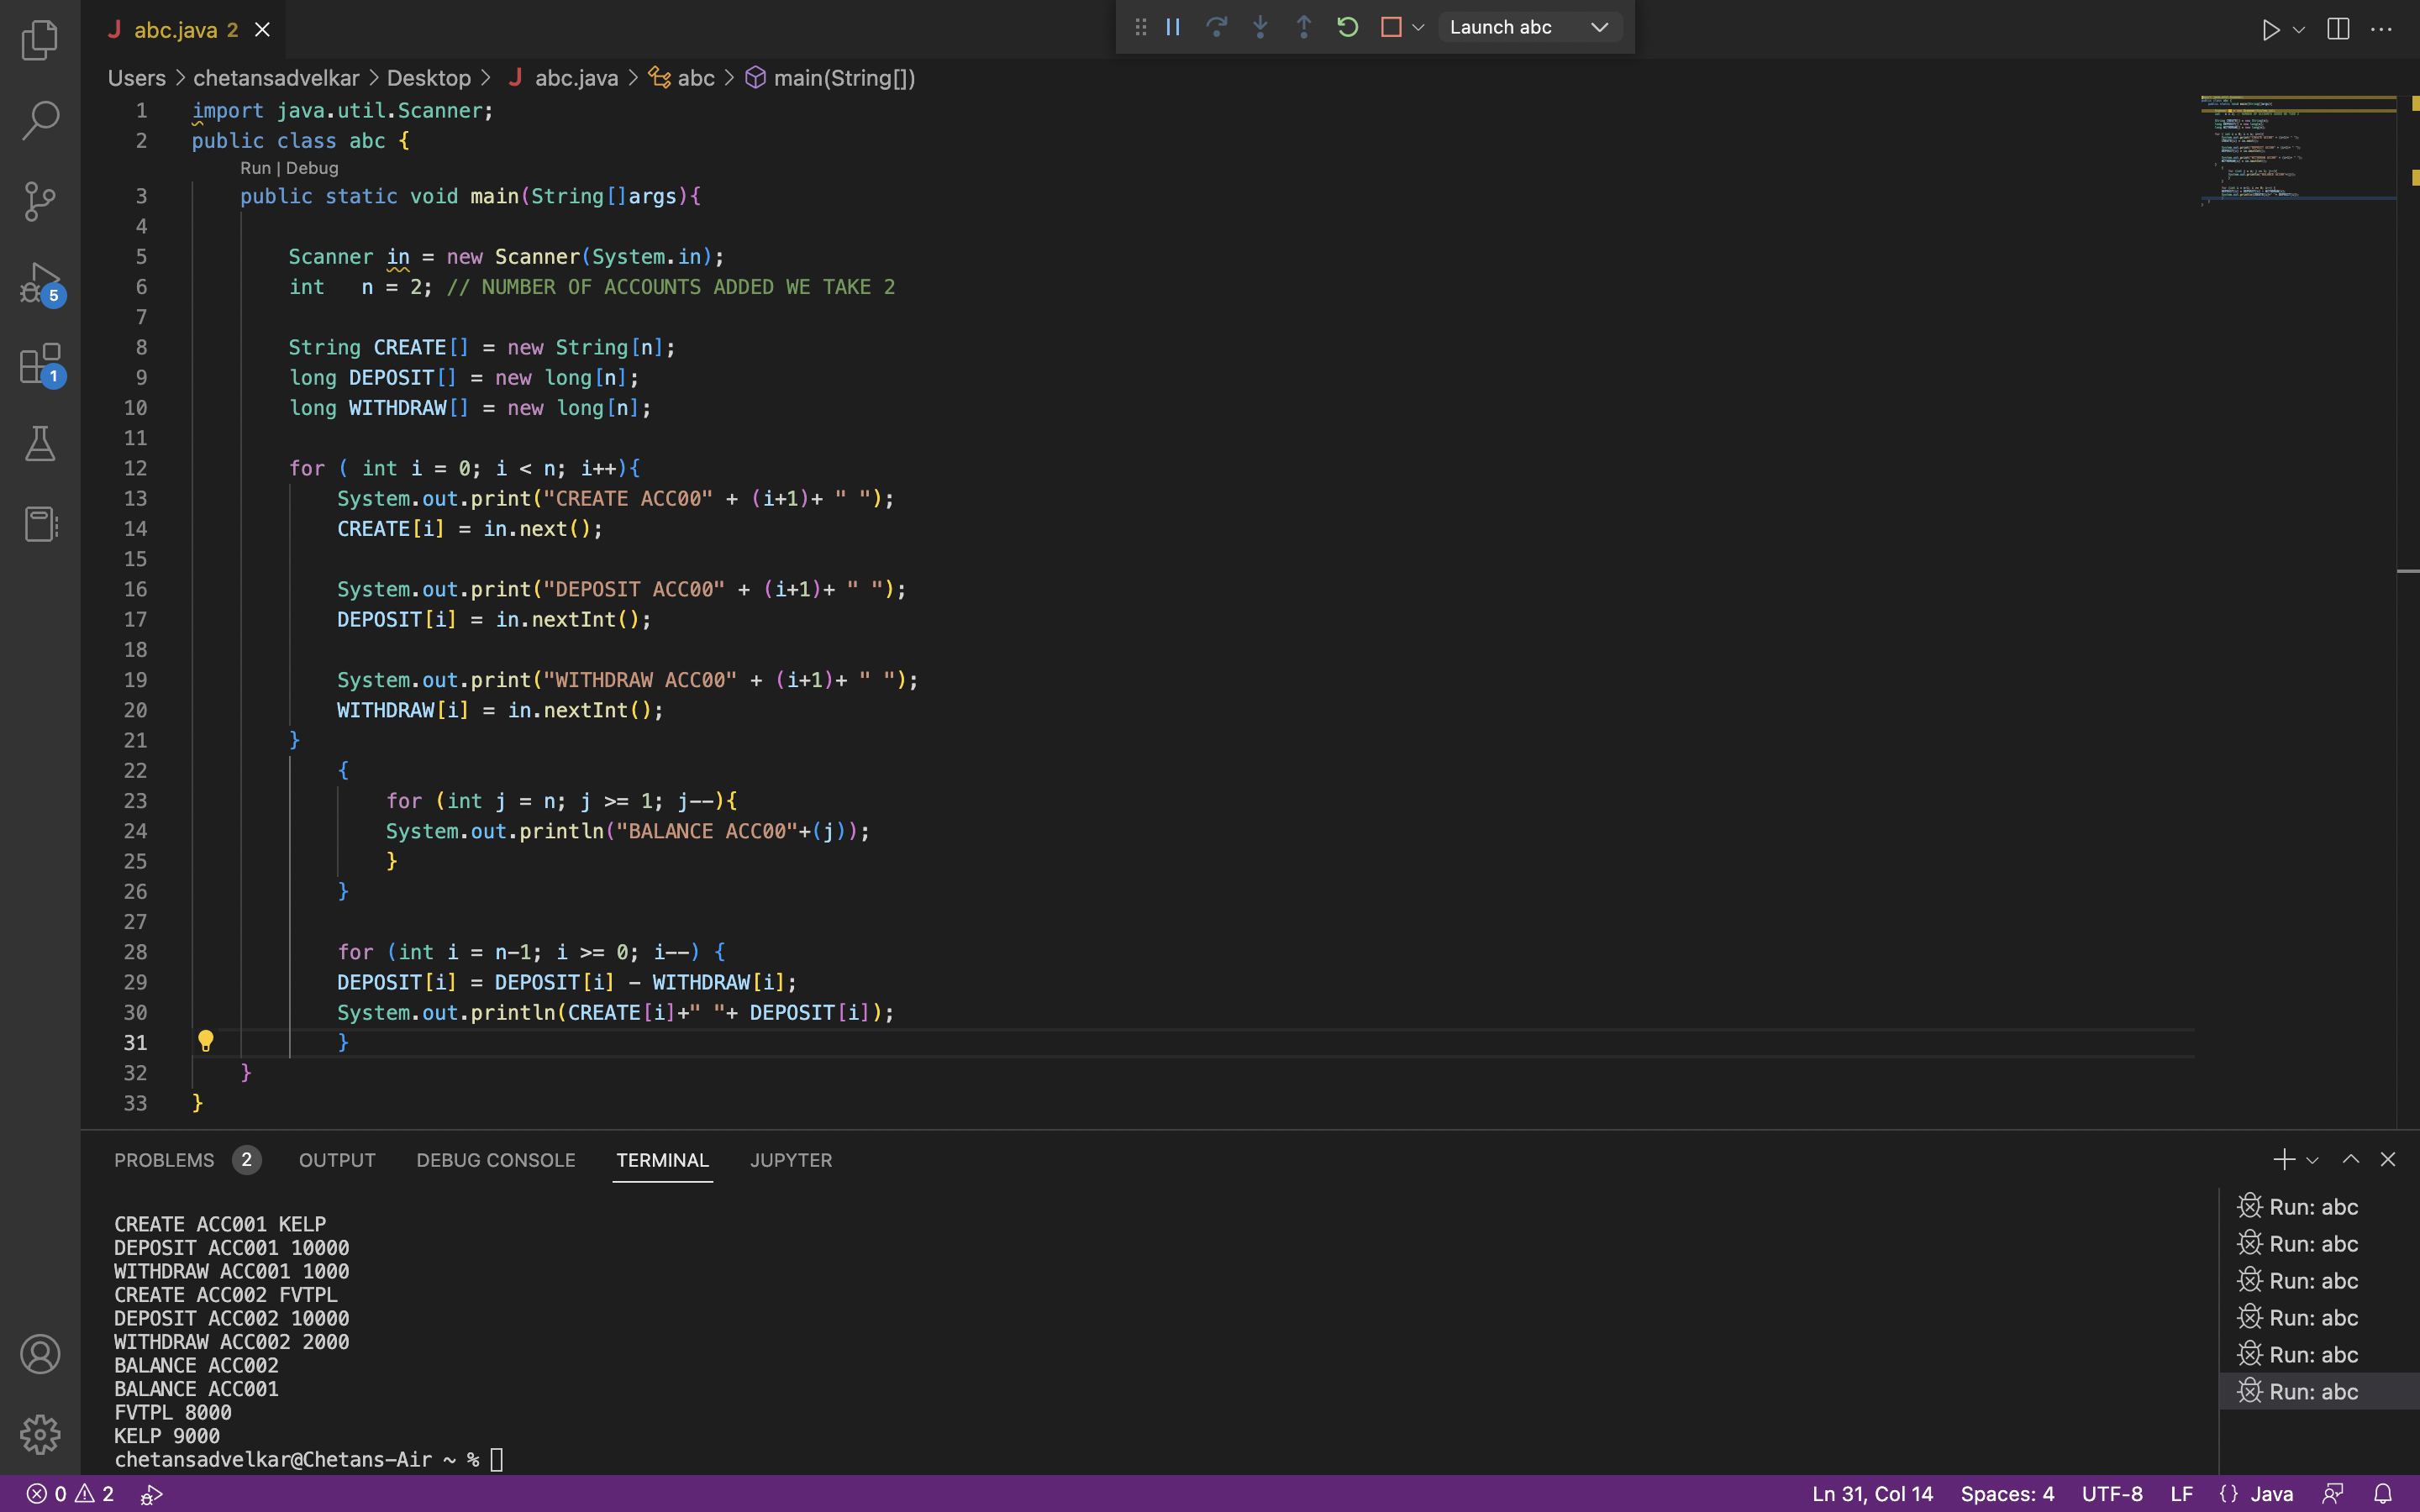 abc.java 2
Launch abc
Users > chetansadvelkar > Desktop > abc.java > abc > main(String[])
1 import java.util.Scanner;
2 public class abc {
Run | Debug
3 public static void main(String[]args){
4
5 Scanner in = new Scanner(System.in);
6 int n = 2; // NUMBER OF ACCOUNTS ADDED WE TAKE 2
7
8 String CREATE[] = new String[n];
9 long DEPOSIT[] = new long[n];
10 long WITHDRAW[] = new long[n];
11
12 for ( int i = 0; i < n; i++){
13 System.out.print("CREATE ACC00" + (i+1)+ " ");
14 CREATE[i] = in.next();
15
16 System.out.print("DEPOSIT ACC00" + (i+1)+ " ");
17 DEPOSIT[i] = in.nextInt();
18
19 System.out.print("WITHDRAW ACC00" + (i+1)+ " ");
20 WITHDRAW[i] = in.nextInt();
21 }
22 {
23 for (int j = n; j >= 1; j--){
24 System.out.println("BALANCE ACC00"+(j));
25 }
26 }
27
28 for (int i = n-1; i >= 0; i--) {
29 DEPOSIT[i] = DEPOSIT[i] - WITHDRAW[i];
30 System.out.println(CREATE[i]+" "+ DEPOSIT[i]);
31 }
32 }
33 }
5
1
PROBLEMS 2 OUTPUT DEBUG CONSOLE TERMINAL JUPYTER
CREATE ACC001 KELP
DEPOSIT ACC001 10000
WITHDRAW ACC001 1000
CREATE ACC002 FVTPL
DEPOSIT ACC002 10000
WITHDRAW ACC002 2000
BALANCE ACC002
BALANCE ACC001
FVTPL 8000
KELP 9000
chetansadvelkar@Chetans-Air ~ %
Run: abc
Run: abc
Run: abc
Run: abc
Run: abc
Run: abc
0 2 Ln 31, Col 14 Spaces: 4 UTF-8 LF {} Java